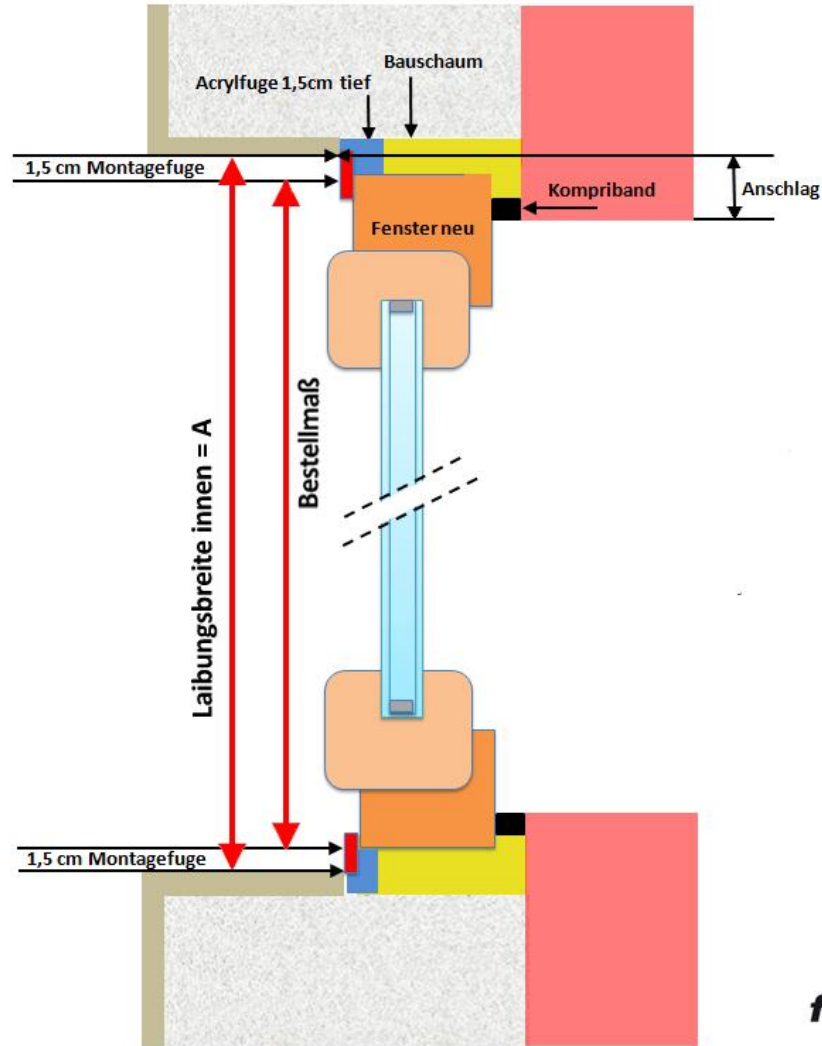 Bauschaum
Acrylfuge 1,5cm tief
1,5 cm Montagefuge
Anschlag
Kompriband
Fenster neu
Laibungsbreite innen = A
Bestellmaß
1,5 cm Montagefuge
f